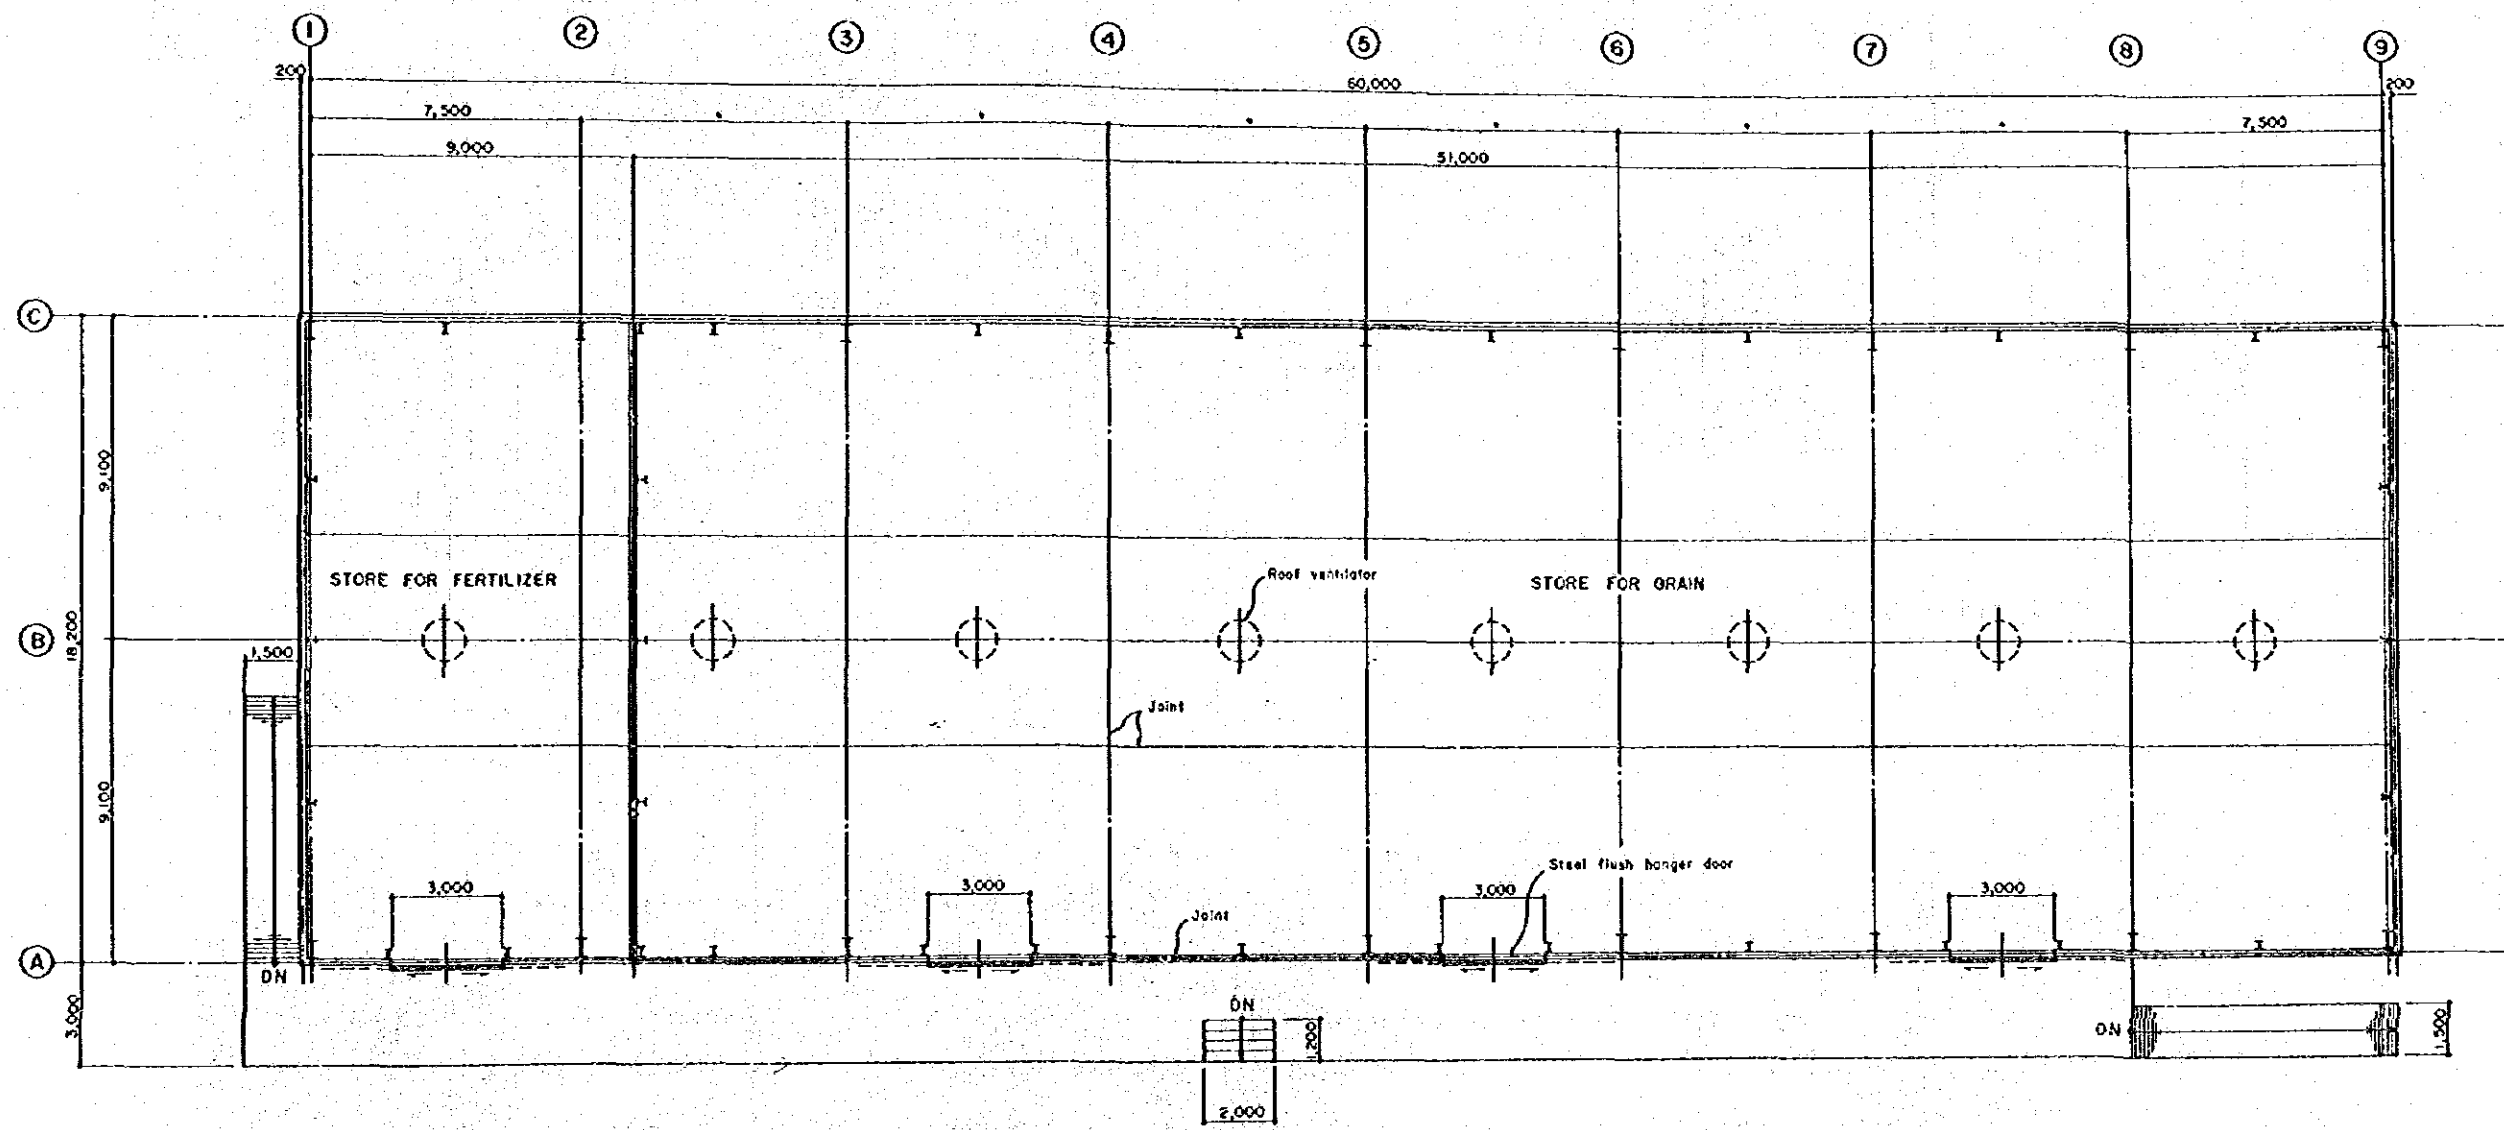 1 2 3 4 5 6 7 8 9
200 60,000 200
7,500 7,500
9,000 51,000
C
9,100
STORE FOR FERTILIZER Roof ventilator STORE FOR GRAIN
B
18,200
1,500
Joint
9,100
Steel flush hanger door
3,000 3,000 3,000 3,000
Joint
A
DN
DN
3,000 1,200 DN 1,500
2,000